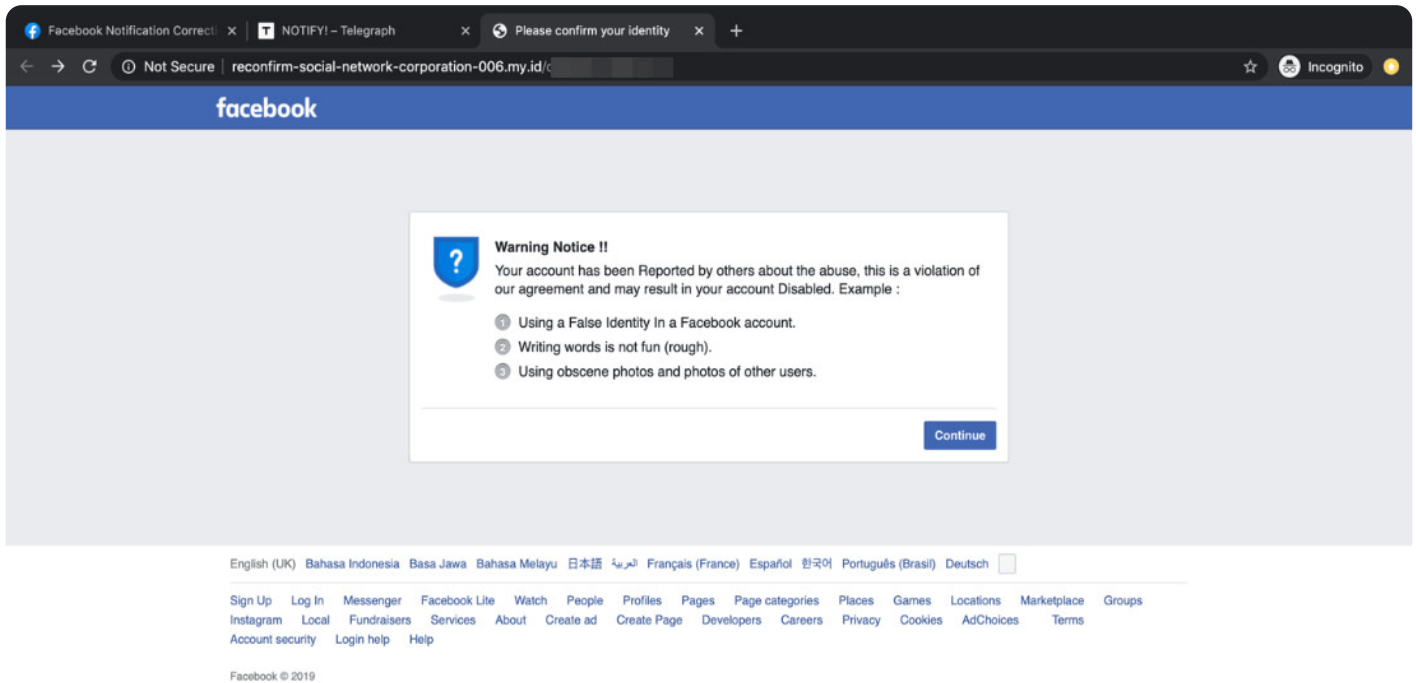 Facebook Notification Correcti
NOTIFY! – Telegraph
Please confirm your identity
Not Secure | reconfirm-social-network-corporation-006.my.id/
Incognito
facebook
Warning Notice !!
Your account has been Reported by others about the abuse, this is a violation of
our agreement and may result in your account Disabled. Example :
1 Using a False Identity In a Facebook account.
2 Writing words is not fun (rough).
3 Using obscene photos and photos of other users.
Continue
English (UK) Bahasa Indonesia Basa Jawa Bahasa Melayu 日本語 العربية Français (France) Español 한국어 Português (Brasil) Deutsch
Sign Up Log In Messenger Facebook Lite Watch People Profiles Pages Page categories Places Games Locations Marketplace Groups
Instagram Local Fundraisers Services About Create ad Create Page Developers Careers Privacy Cookies AdChoices Terms
Account security Login help Help
Facebook © 2019